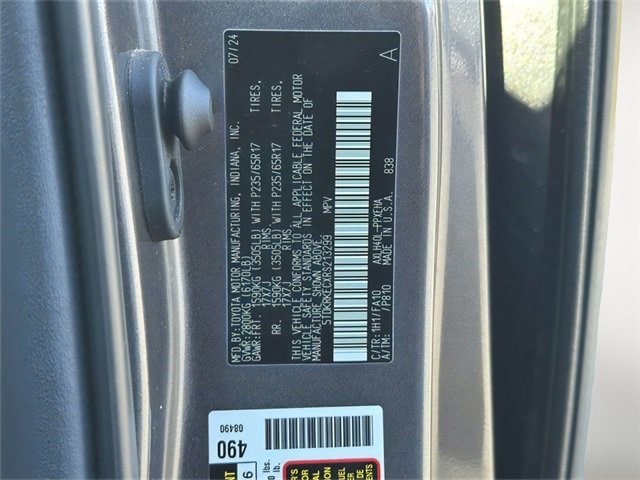 MFD BY:TOYOTA MOTOR MANUFACTURING, INDIANA, INC. 07/24
GVWR:2800KG (6170LB)
GAWR:FRT. 1590KG (3505LB) WITH P235/65R17 TIRES,
17X7J RIMS,
RR. 1590KG (3505LB) WITH P235/65R17 TIRES,
17X7J RIMS,
THIS VEHICLE CONFORMS TO ALL APPLICABLE FEDERAL MOTOR
VEHICLE SAFETY STANDARDS IN EFFECT ON THE DATE OF
MANUFACTURE SHOWN ABOVE.
5TDKRKECXRS213299 MPV
C/TR:1H1/FA10 AXLH40L-PPXEHA 838
A/TM: /P810 MADE IN U.S.A.
A
490
08490